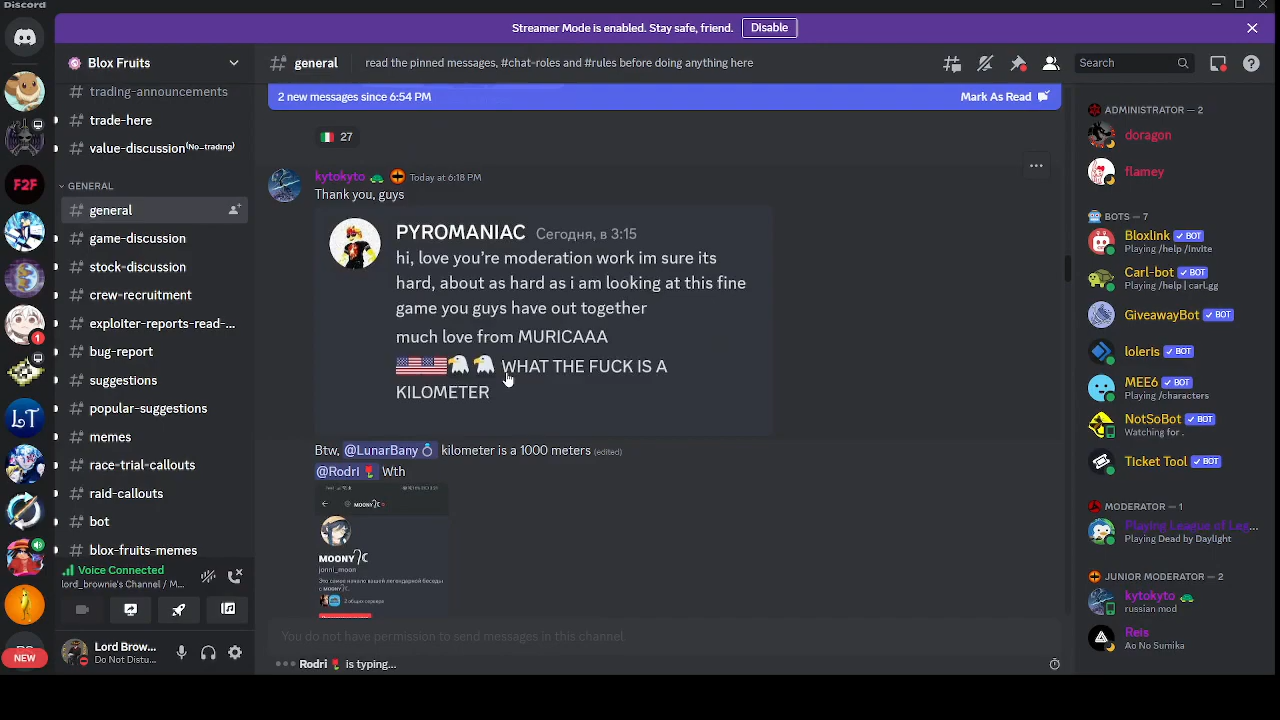 Discord
Streamer Mode is enabled. Stay safe, friend.
Disable
Blox Fruits
general
read the pinned messages, #chat-roles and #rules before doing anything here
Search
trading-announcements
trade-here
value-discussion(No_trading)
GENERAL
general
game-discussion
stock-discussion
crew-recruitment
exploiter-reports-read-...
bug-report
suggestions
popular-suggestions
memes
race-trial-callouts
raid-callouts
bot
blox-fruits-memes
Voice Connected
lord_brownie's Channel / M...
Lord Brow...
Do Not Distu...
F2F
1
LT
NEW
2 new messages since 6:54 PM
Mark As Read
27
kytokyto Today at 6:18 PM
Thank you, guys
PYROMANIAC Сегодня, в 3:15
hi, love you're moderation work im sure its
hard, about as hard as i am looking at this fine
game you guys have out together
much love from MURICAAA
🇺🇸🇺🇸🦅🦅 WHAT THE FUCK IS A
KILOMETER
Btw, @LunarBany💍 kilometer is a 1000 meters (edited)
@Rodri🌹 Wth
MOONY
MOONY
jonni_moon
Это самое начало вашей легендарной беседы
с MOONY
2 общих сервера
You do not have permission to send messages in this channel
Rodri🌹 is typing...
ADMINISTRATOR — 2
doragon
flamey
BOTS — 7
Bloxlink ✓ BOT
Playing /help /invite
Carl-bot ✓ BOT
Playing /help | carl.gg
GiveawayBot ✓ BOT
loleris ✓ BOT
MEE6 ✓ BOT
Playing /characters
NotSoBot ✓ BOT
Watching for .
Ticket Tool ✓ BOT
MODERATOR — 1
Playing League of Leg...
Playing Dead by Daylight
JUNIOR MODERATOR — 2
kytokyto
russian mod
Reis
Ao No Sumika